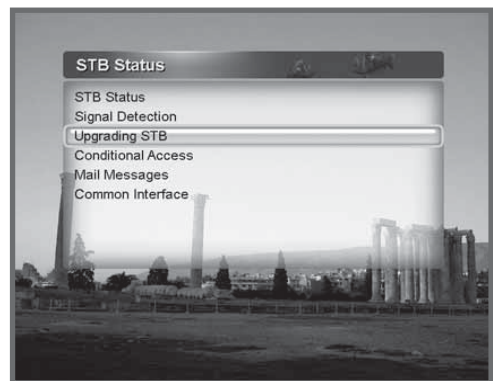 STB Status
STB Status
Signal Detection
Upgrading STB
Conditional Access
Mail Messages
Common Interface